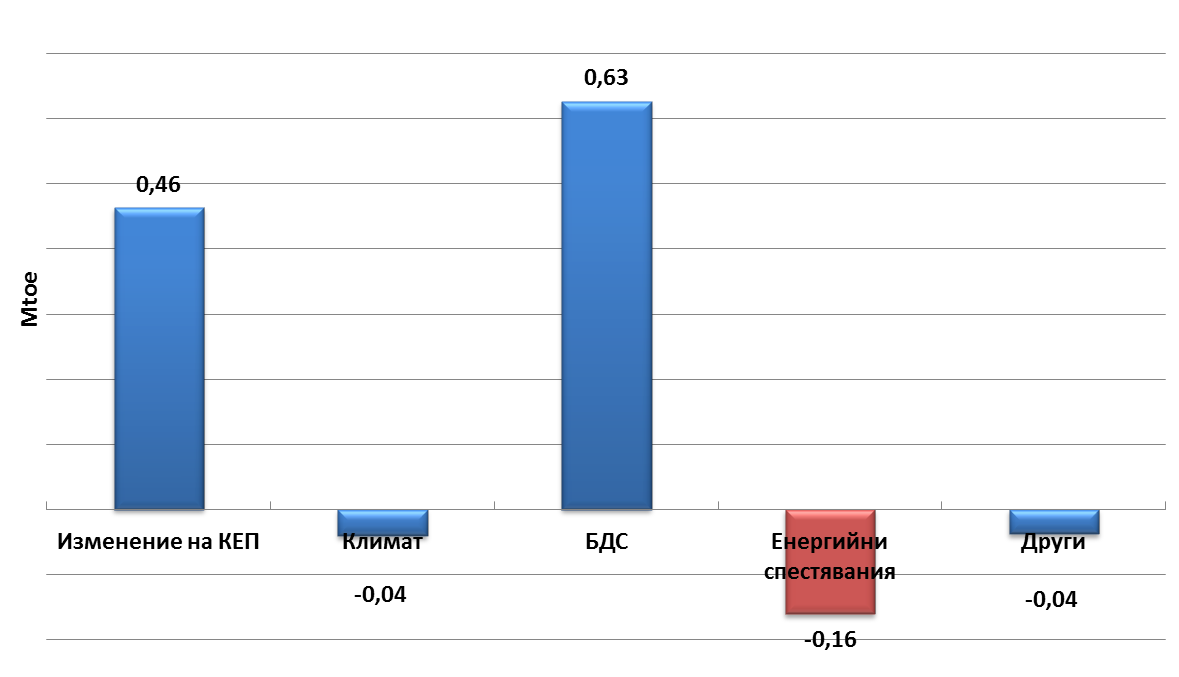 0,63
0,46
Mtoe
Изменение на КЕП
Климат
БДС
Енергийни
спестявания
Други
-0,04
-0,04
-0,16